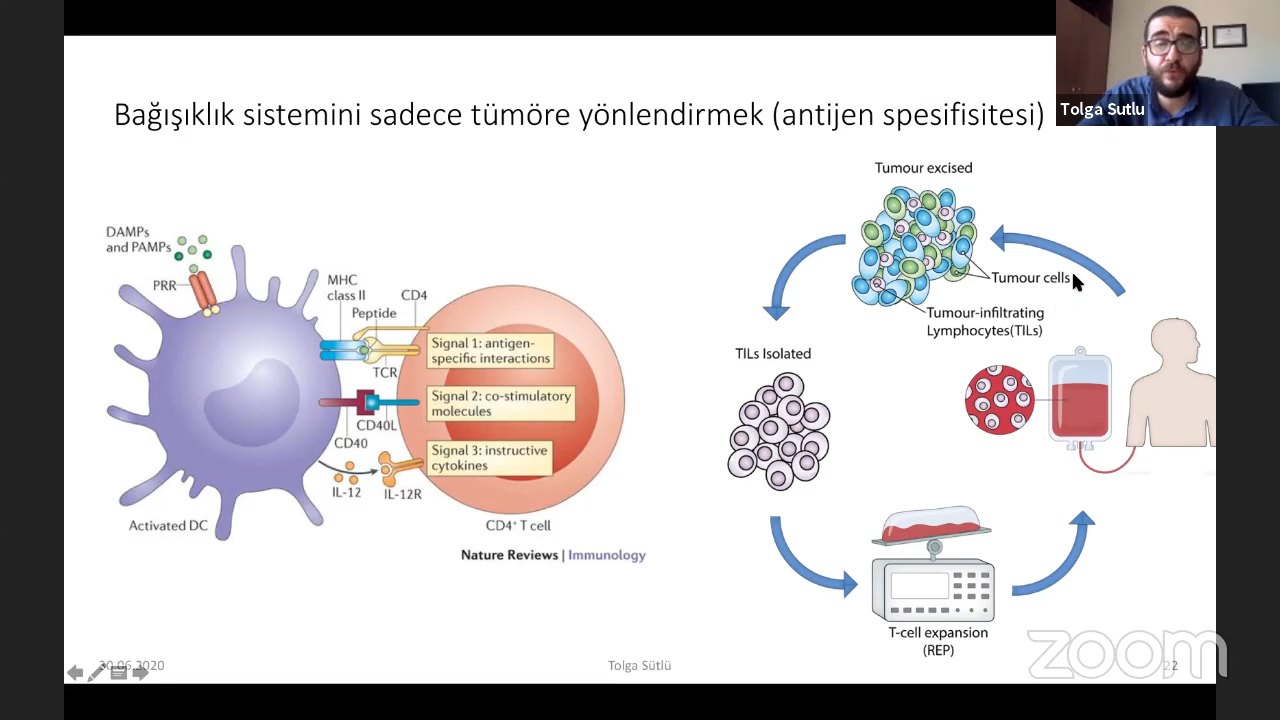 Bağışıklık sistemini sadece tümöre yönlendirmek (antijen spesifisitesi)
Tolga Sutlu
DAMPs
and PAMPs
PRR
MHC
class II
Peptide
CD4
TCR
Signal 1: antigen-
specific interactions
Signal 2: co-stimulatory
molecules
CD40L
CD40
Signal 3: instructive
cytokines
IL-12
IL-12R
Activated DC
CD4⁺ T cell
Nature Reviews | Immunology
Tumour excised
Tumour cells
Tumour-infiltrating
Lymphocytes(TILs)
TILs Isolated
T-cell expansion
(REP)
30.06.2020
Tolga Sütlü
22
zoom